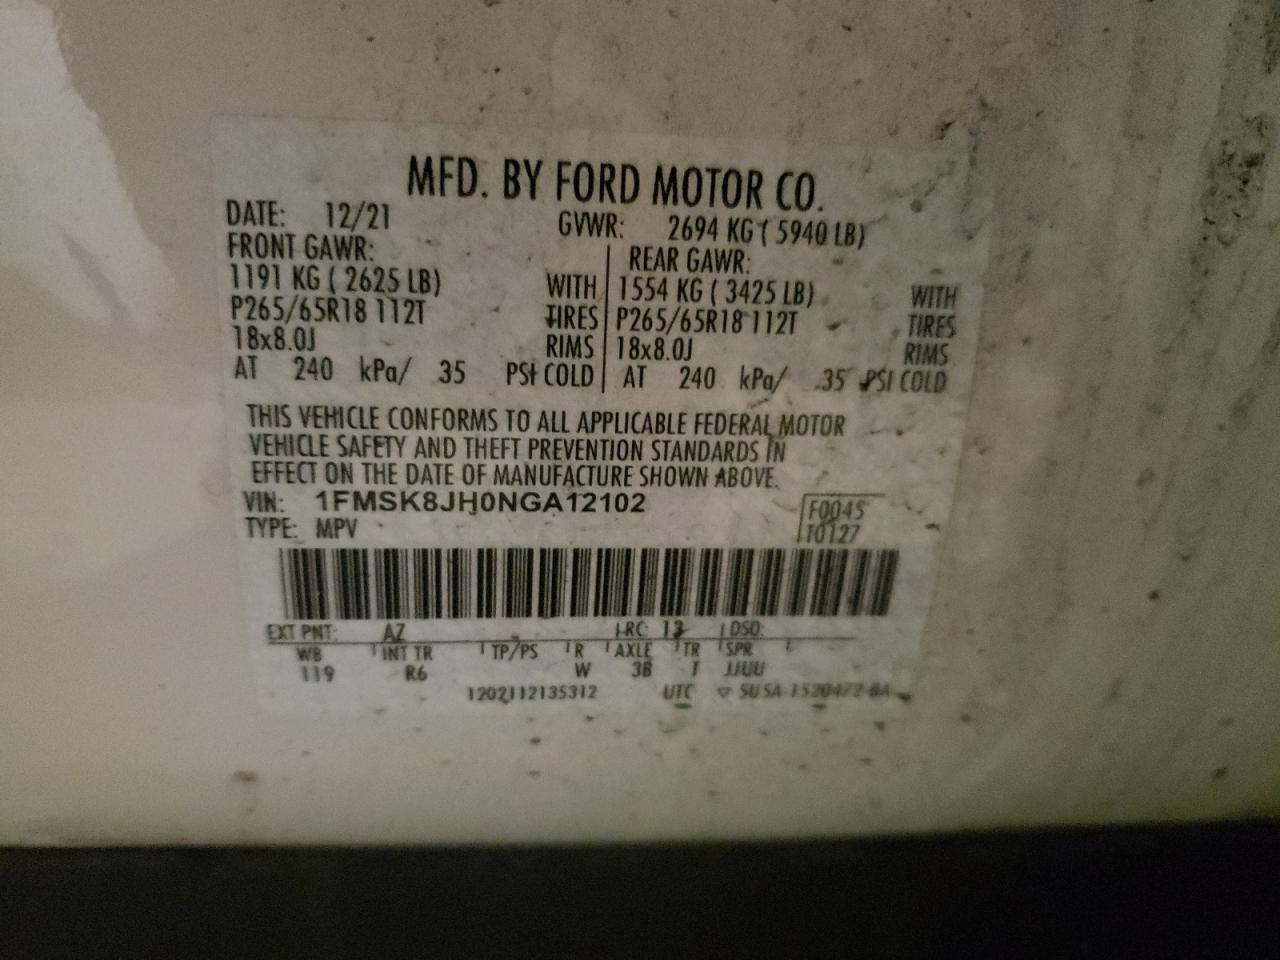 MFD. BY FORD MOTOR CO.
DATE: 12/21 GVWR: 2694 KG ( 5940 LB)
FRONT GAWR: REAR GAWR:
1191 KG ( 2625 LB) WITH 1554 KG ( 3425 LB) WITH
P265/65R18 112T TIRES P265/65R18 112T TIRES
18x8.0J RIMS 18x8.0J RIMS
AT 240 kPa/ 35 PSI COLD AT 240 kPa/ 35 PSI COLD
THIS VEHICLE CONFORMS TO ALL APPLICABLE FEDERAL MOTOR
VEHICLE SAFETY AND THEFT PREVENTION STANDARDS IN
EFFECT ON THE DATE OF MANUFACTURE SHOWN ABOVE.
VIN: 1FMSK8JH0NGA12102
TYPE: MPV
F0045
T0127
EXT PNT: AZ RC: 13 DSO:
WB INT TR TP/PS R AXLE TR SPR
119 R6 W 3B T JJUU
1202112135312 UTC ▽ SU5A-1520472-BA